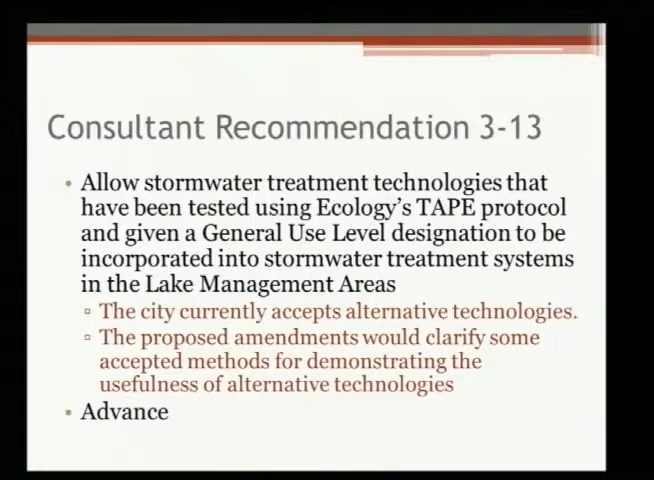 Consultant Recommendation 3-13
• Allow stormwater treatment technologies that
have been tested using Ecology's TAPE protocol
and given a General Use Level designation to be
incorporated into stormwater treatment systems
in the Lake Management Areas
▫ The city currently accepts alternative technologies.
▫ The proposed amendments would clarify some
accepted methods for demonstrating the
usefulness of alternative technologies
• Advance